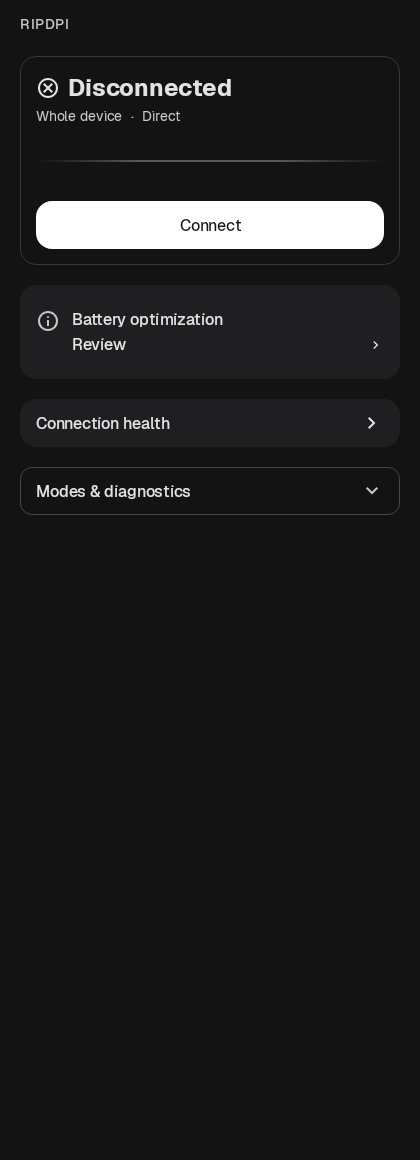 RIPDPI
Disconnected
Whole device · Direct
Connect
Battery optimization
Review
Connection health
Modes & diagnostics